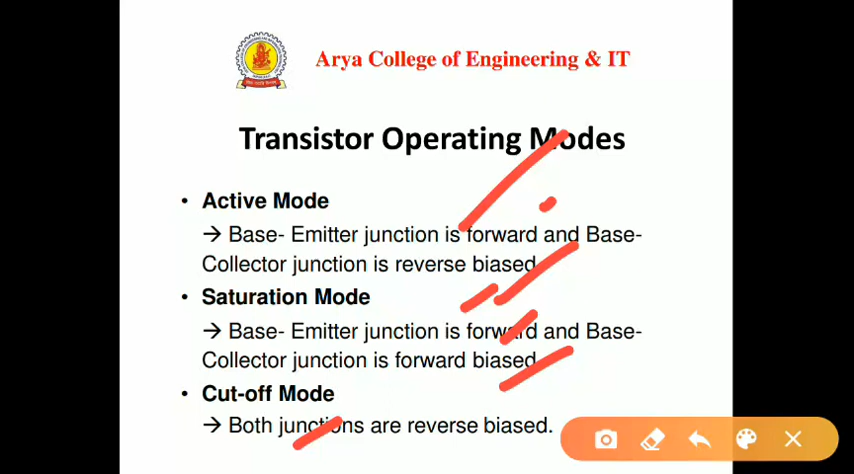 Arya College of Engineering & IT
Transistor Operating Modes
• Active Mode
→ Base- Emitter junction is forward and Base-
Collector junction is reverse biased.
• Saturation Mode
→ Base- Emitter junction is forward and Base-
Collector junction is forward biased.
• Cut-off Mode
→ Both junctions are reverse biased.